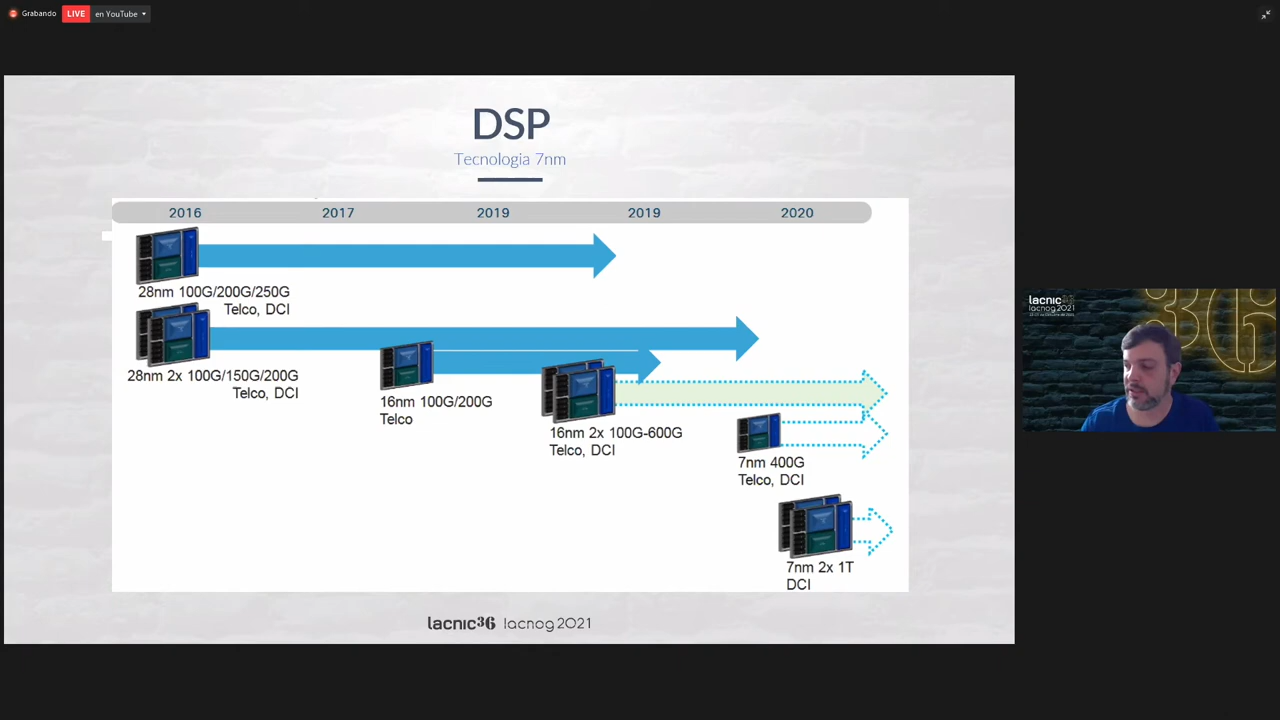 Grabando
LIVE
en YouTube
DSP
Tecnologia 7nm
2016 2017 2019 2019 2020
28nm 100G/200G/250G
Telco, DCI
28nm 2x 100G/150G/200G
Telco, DCI
16nm 100G/200G
Telco
16nm 2x 100G-600G
Telco, DCI
7nm 400G
Telco, DCI
7nm 2x 1T
DCI
lacnic36 lacnog2021
lacnic36
lacnog2021
36